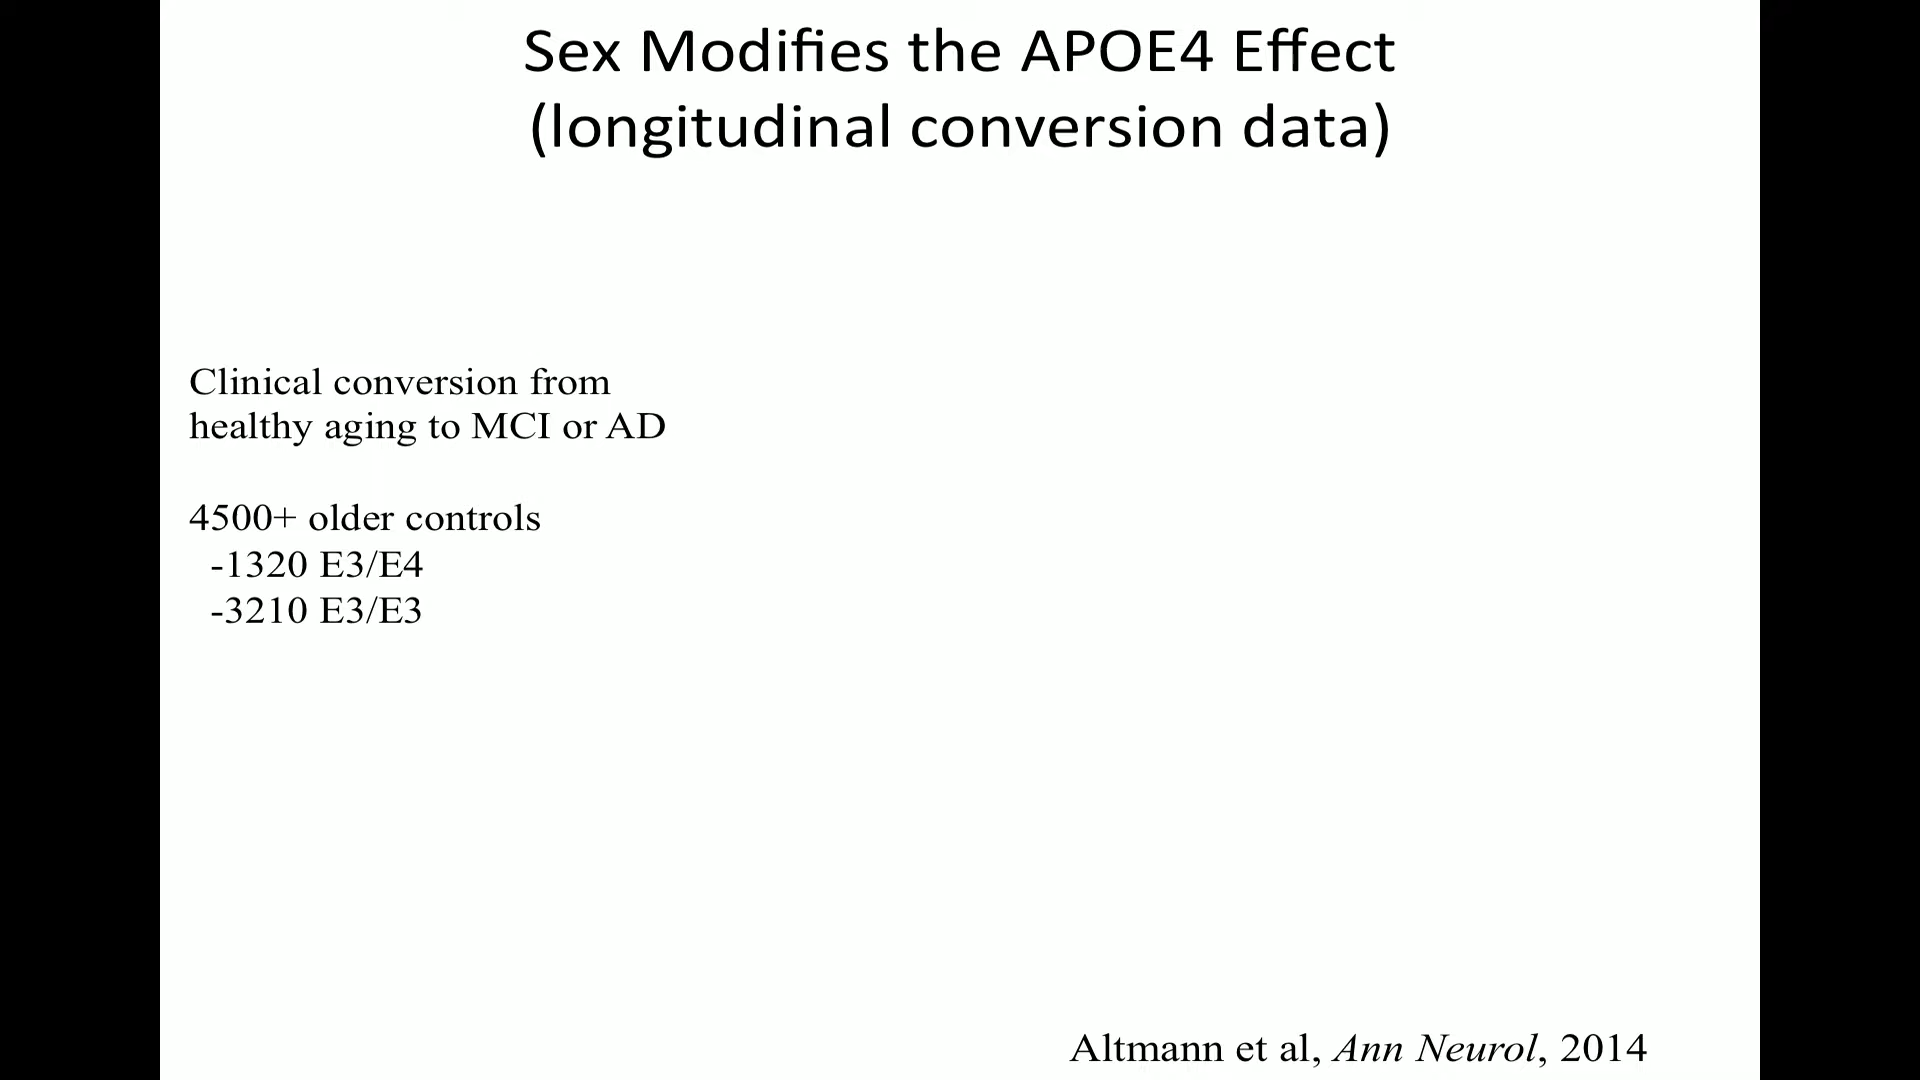 Sex Modifies the APOE4 Effect
(longitudinal conversion data)
Clinical conversion from
healthy aging to MCI or AD
4500+ older controls
-1320 E3/E4
-3210 E3/E3
Altmann et al, Ann Neurol, 2014